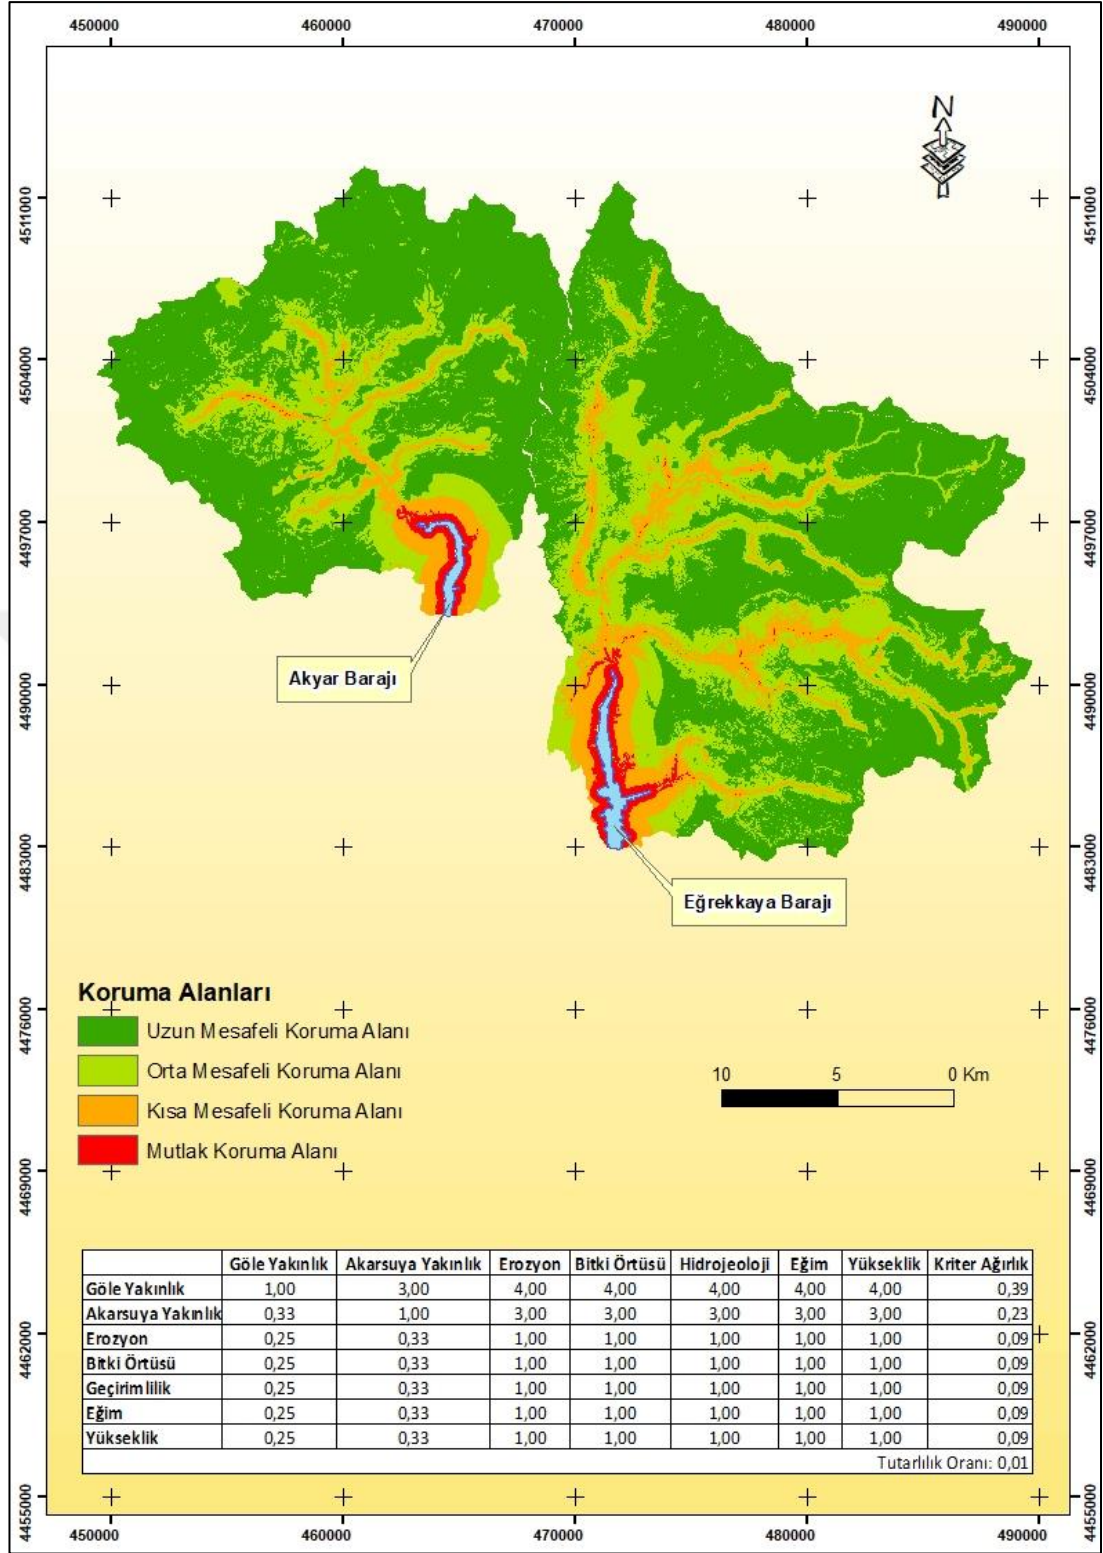 450000 460000 470000 480000 490000
N
4511000 4511000
4504000 4504000
4497000 4497000
4490000 4490000
4483000 4483000
4476000 4476000
4469000 4469000
4462000 4462000
4455000 4455000
Akyar Barajı
Eğrekkaya Barajı
Koruma Alanları
Uzun Mesafeli Koruma Alanı
Orta Mesafeli Koruma Alanı
Kısa Mesafeli Koruma Alanı
Mutlak Koruma Alanı
10 5 0 Km
Göle Yakınlık Akarsuya Yakınlık Erozyon Bitki Örtüsü Hidrojeoloji Eğim Yükseklik Kriter Ağırlık
Göle Yakınlık 1,00 3,00 4,00 4,00 4,00 4,00 4,00 0,39
Akarsuya Yakınlık 0,33 1,00 3,00 3,00 3,00 3,00 3,00 0,23
Erozyon 0,25 0,33 1,00 1,00 1,00 1,00 1,00 0,09
Bitki Örtüsü 0,25 0,33 1,00 1,00 1,00 1,00 1,00 0,09
Geçirimlilik 0,25 0,33 1,00 1,00 1,00 1,00 1,00 0,09
Eğim 0,25 0,33 1,00 1,00 1,00 1,00 1,00 0,09
Yükseklik 0,25 0,33 1,00 1,00 1,00 1,00 1,00 0,09
Tutarlılık Oranı: 0,01
450000 460000 470000 480000 490000